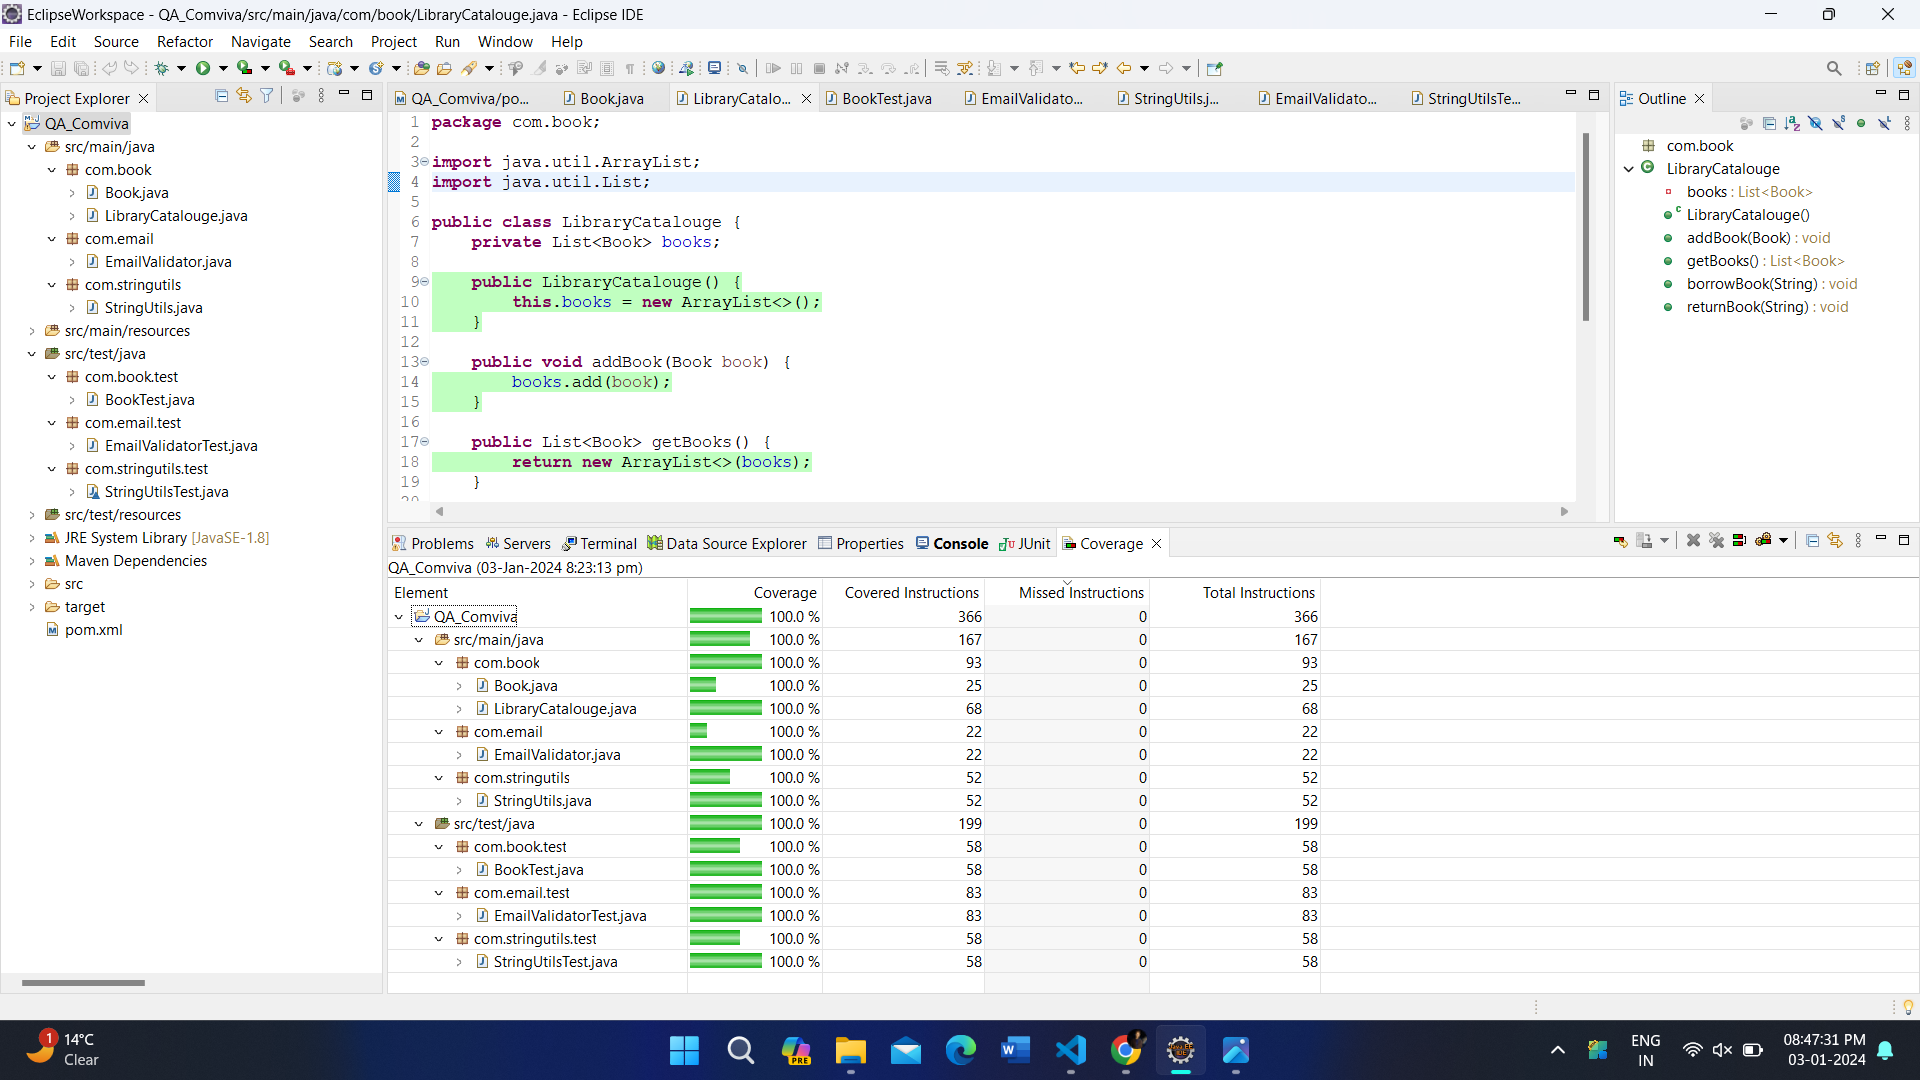 EclipseWorkspace - QA_Comviva/src/main/java/com/book/LibraryCatalouge.java - Eclipse IDE
File Edit Source Refactor Navigate Search Project Run Window Help
Project Explorer
QA_Comviva
src/main/java
com.book
Book.java
LibraryCatalouge.java
com.email
EmailValidator.java
com.stringutils
StringUtils.java
src/main/resources
src/test/java
com.book.test
BookTest.java
com.email.test
EmailValidatorTest.java
com.stringutils.test
StringUtilsTest.java
src/test/resources
JRE System Library [JavaSE-1.8]
Maven Dependencies
src
target
pom.xml
QA_Comviva/po... Book.java LibraryCatalo... BookTest.java EmailValidato... StringUtils.j... EmailValidato... StringUtilsTe...
1 package com.book;
2
3 import java.util.ArrayList;
4 import java.util.List;
5
6 public class LibraryCatalouge {
7 private List<Book> books;
8
9 public LibraryCatalouge() {
10 this.books = new ArrayList<>();
11 }
12
13 public void addBook(Book book) {
14 books.add(book);
15 }
16
17 public List<Book> getBooks() {
18 return new ArrayList<>(books);
19 }
20
Outline
com.book
LibraryCatalouge
books : List<Book>
LibraryCatalouge()
addBook(Book) : void
getBooks() : List<Book>
borrowBook(String) : void
returnBook(String) : void
Problems Servers Terminal Data Source Explorer Properties Console JUnit Coverage
QA_Comviva (03-Jan-2024 8:23:13 pm)
Element Coverage Covered Instructions Missed Instructions Total Instructions
QA_Comviva 100.0 % 366 0 366
src/main/java 100.0 % 167 0 167
com.book 100.0 % 93 0 93
Book.java 100.0 % 25 0 25
LibraryCatalouge.java 100.0 % 68 0 68
com.email 100.0 % 22 0 22
EmailValidator.java 100.0 % 22 0 22
com.stringutils 100.0 % 52 0 52
StringUtils.java 100.0 % 52 0 52
src/test/java 100.0 % 199 0 199
com.book.test 100.0 % 58 0 58
BookTest.java 100.0 % 58 0 58
com.email.test 100.0 % 83 0 83
EmailValidatorTest.java 100.0 % 83 0 83
com.stringutils.test 100.0 % 58 0 58
StringUtilsTest.java 100.0 % 58 0 58
1
14°C
Clear
PRE
ENG
IN
08:47:31 PM
03-01-2024